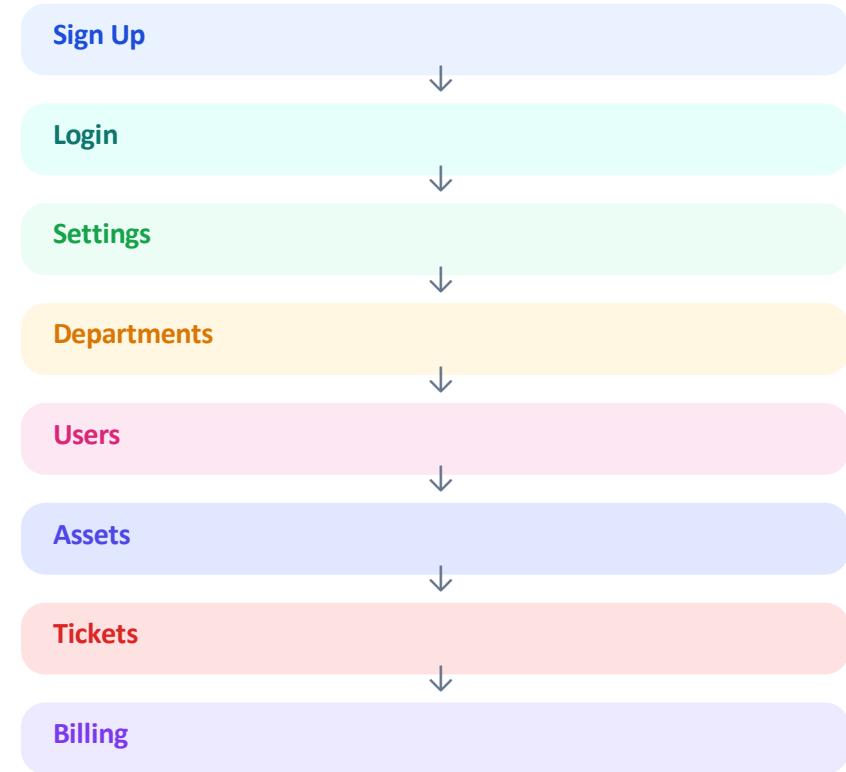 Sign Up
Login
Settings
Departments
Users
Assets
Tickets
Billing